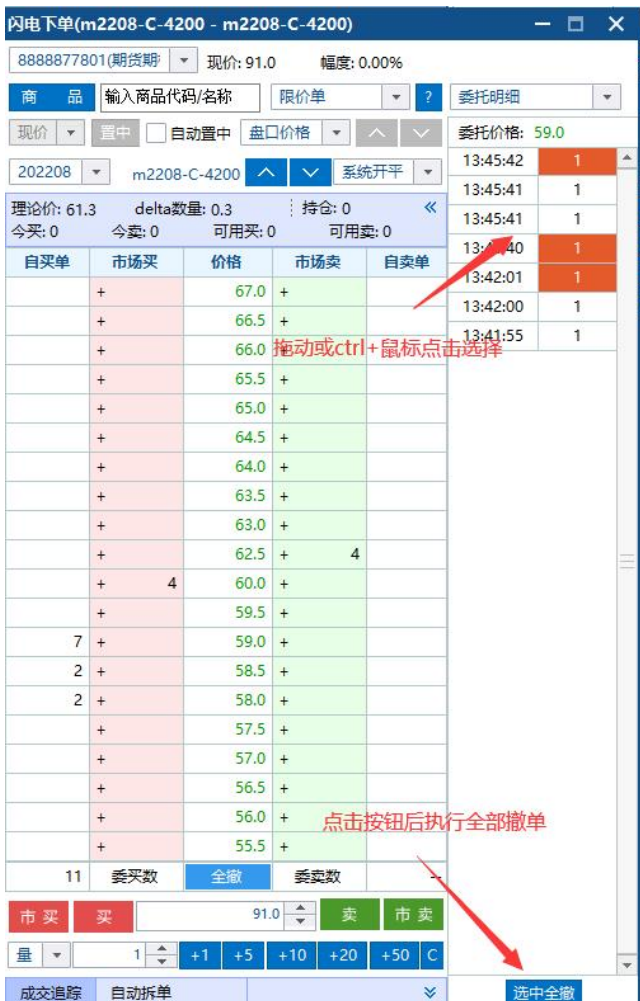 闪电下单(m2208-C-4200 - m2208-C-4200)
8888877801(期货期 现价: 91.0 幅度: 0.00%
商 品 输入商品代码/名称 限价单 ? 委托明细
现价 置中 自动置中 盘口价格 委托价格: 59.0
202208 m2208-C-4200 系统开平
理论价: 61.3 delta数量: 0.3 持仓: 0
今买: 0 今卖: 0 可用买: 0 可用卖: 0
自买单 市场买 价格 市场卖 自卖单
+ 67.0 +
+ 66.5 +
+ 66.0 +
+ 65.5 +
+ 65.0 +
+ 64.5 +
+ 64.0 +
+ 63.5 +
+ 63.0 +
+ 62.5 + 4
+ 4 60.0 +
+ 59.5 +
7 + 59.0 +
2 + 58.5 +
2 + 58.0 +
+ 57.5 +
+ 57.0 +
+ 56.5 +
+ 56.0 +
+ 55.5 +
11 委买数 全撤 委卖数 --
市 买 买 91.0 卖 市 卖
量 1 +1 +5 +10 +20 +50 C
成交追踪 自动拆单
13:45:42 1
13:45:41 1
13:45:41 1
40 1
13:42:01 1
13:42:00 1
13:41:55 1
拖动或ctrl+鼠标点击选择
点击按钮后执行全部撤单
选中全撤